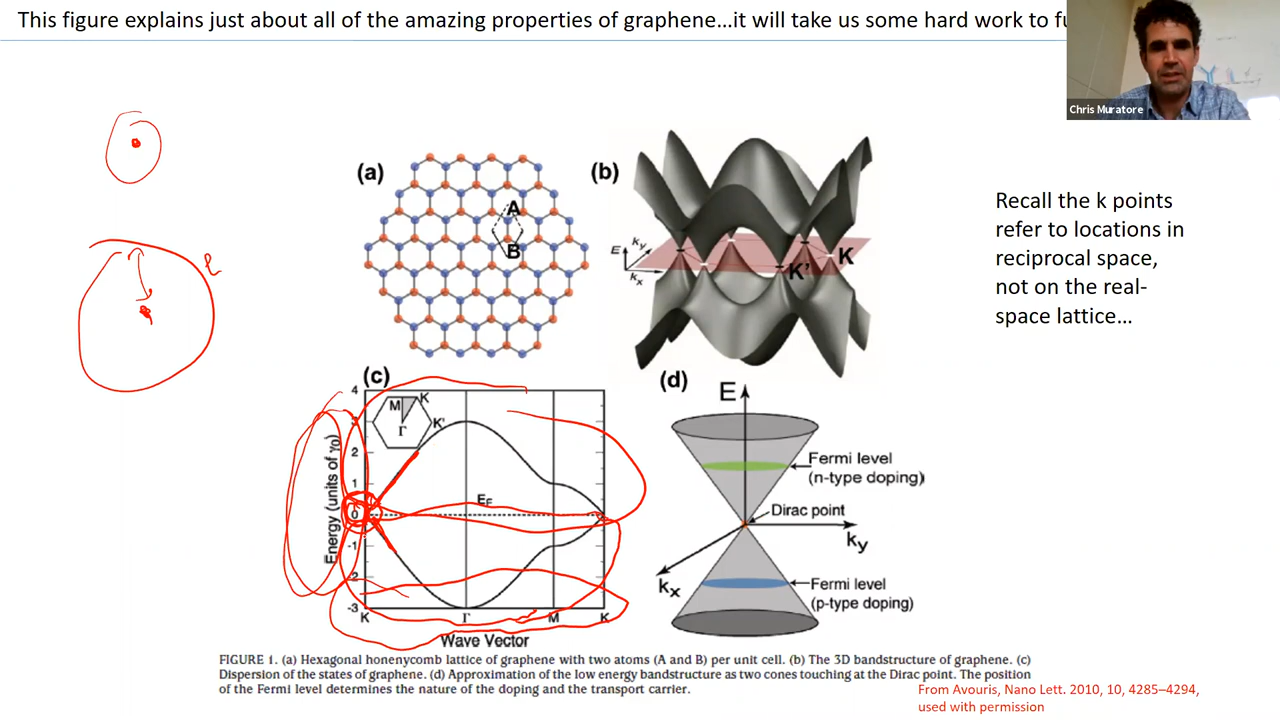 This figure explains just about all of the amazing properties of graphene…it will take us some hard work to
Chris Muratore
Recall the k points
refer to locations in
reciprocal space,
not on the real-
space lattice…
(a)
A
B
(b)
E
ky
kx
K'
K
(c)
4
3
2
1
0
-1
-2
-3
Energy (units of γ0)
M
K
K'
Γ
EF
K
Γ
M
K
Wave Vector
(d)
E
Fermi level
(n-type doping)
Dirac point
ky
kx
Fermi level
(p-type doping)
FIGURE 1. (a) Hexagonal honenycomb lattice of graphene with two atoms (A and B) per unit cell. (b) The 3D bandstructure of graphene. (c)
Dispersion of the states of graphene. (d) Approximation of the low energy bandstructure as two cones touching at the Dirac point. The position
of the Fermi level determines the nature of the doping and the transport carrier.
From Avouris, Nano Lett. 2010, 10, 4285–4294,
used with permission